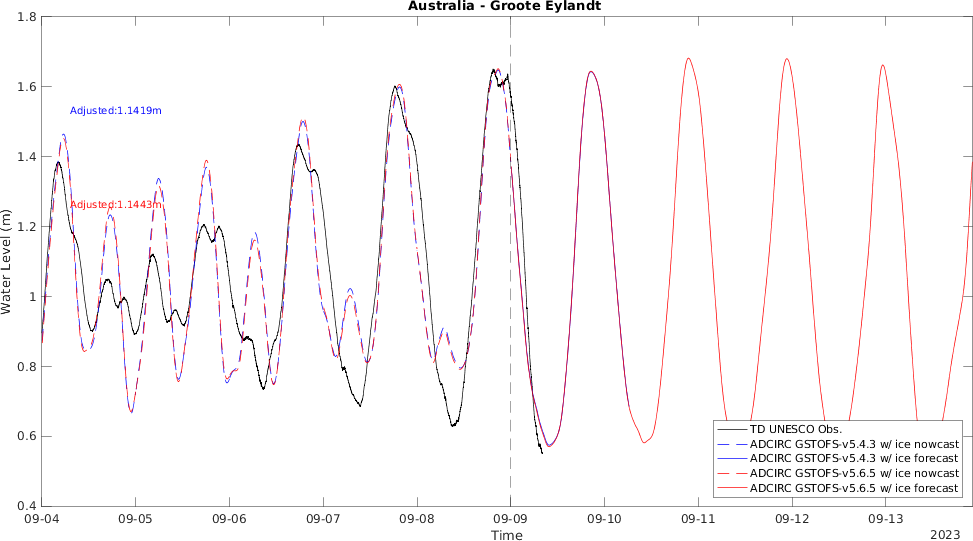 Australia - Groote Eylandt
1.8
1.6
1.4
1.2
1
0.8
0.6
0.4
Water Level (m)
Adjusted:1.1419m
Adjusted:1.1443m
TD UNESCO Obs.
ADCIRC GSTOFS-v5.4.3 w/ ice nowcast
ADCIRC GSTOFS-v5.4.3 w/ ice forecast
ADCIRC GSTOFS-v5.6.5 w/ ice nowcast
ADCIRC GSTOFS-v5.6.5 w/ ice forecast
09-04 09-05 09-06 09-07 09-08 09-09 09-10 09-11 09-12 09-13
Time
2023